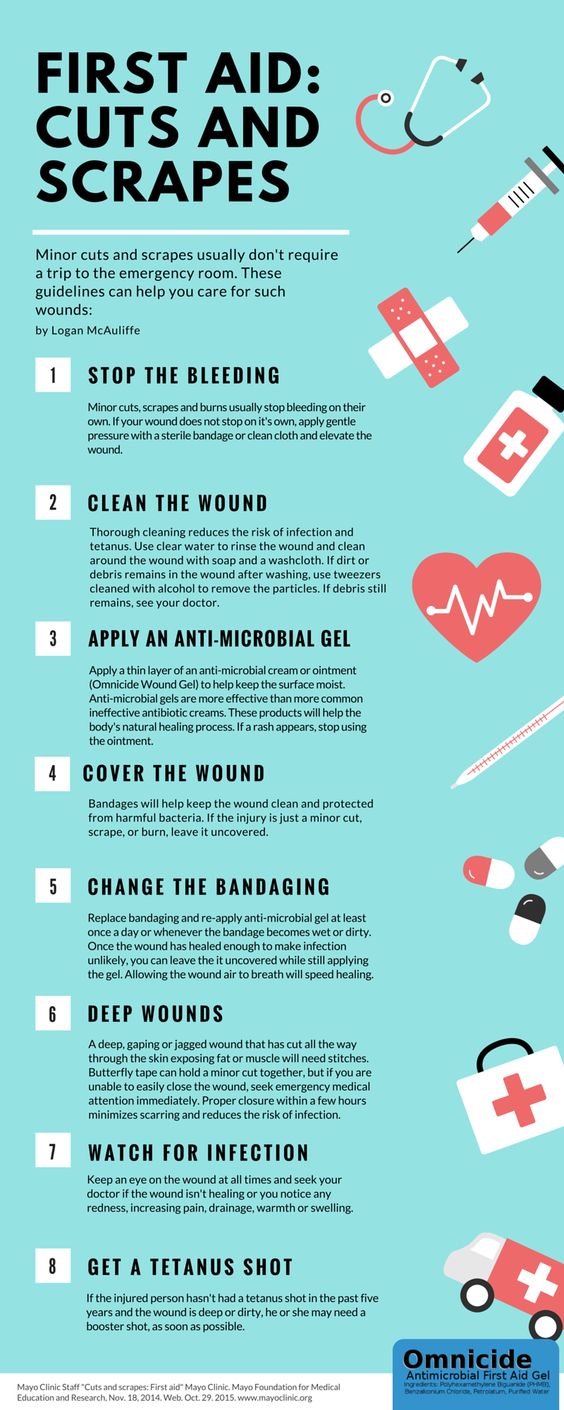 FIRST AID:
CUTS AND
SCRAPES
Minor cuts and scrapes usually don't require
a trip to the emergency room. These
guidelines can help you care for such
wounds:
by Logan McAuliffe
1 STOP THE BLEEDING
Minor cuts, scrapes and burns usually stop bleeding on their
own. If your wound does not stop on it's own, apply gentle
pressure with a sterile bandage or clean cloth and elevate the
wound.
2 CLEAN THE WOUND
Thorough cleaning reduces the risk of infection and
tetanus. Use clear water to rinse the wound and clean
around the wound with soap and a washcloth. If dirt or
debris remains in the wound after washing, use tweezers
cleaned with alcohol to remove the particles. If debris still
remains, see your doctor.
3 APPLY AN ANTI-MICROBIAL GEL
Apply a thin layer of an anti-microbial cream or ointment
(Omnicide Wound Gel) to help keep the surface moist.
Anti-microbial gels are more effective than more common
ineffective antibiotic creams. These products will help the
body's natural healing process. If a rash appears, stop using
the ointment.
4 COVER THE WOUND
Bandages will help keep the wound clean and protected
from harmful bacteria. If the injury is just a minor cut,
scrape, or burn, leave it uncovered.
5 CHANGE THE BANDAGING
Replace bandaging and re-apply anti-microbial gel at least
once a day or whenever the bandage becomes wet or dirty.
Once the wound has healed enough to make infection
unlikely, you can leave the it uncovered while still applying
the gel. Allowing the wound air to breath will speed healing.
6 DEEP WOUNDS
A deep, gaping or jagged wound that has cut all the way
through the skin exposing fat or muscle will need stitches.
Butterfly tape can hold a minor cut together, but if you are
unable to easily close the wound, seek emergency medical
attention immediately. Proper closure within a few hours
minimizes scarring and reduces the risk of infection.
7 WATCH FOR INFECTION
Keep an eye on the wound at all times and seek your
doctor if the wound isn't healing or you notice any
redness, increasing pain, drainage, warmth or swelling.
8 GET A TETANUS SHOT
If the injured person hasn't had a tetanus shot in the past five
years and the wound is deep or dirty, he or she may need a
booster shot, as soon as possible.
Omnicide
Antimicrobial First Aid Gel
Ingredients: Polyhexamethylene Biguanide (PHMB),
Benzalkonium Chloride, Petrolatum, Purified Water
Mayo Clinic Staff "Cuts and scrapes: First aid" Mayo Clinic. Mayo Foundation for Medical
Education and Research, Nov. 18, 2014. Web. Oct. 29. 2015. www.mayoclinic.org